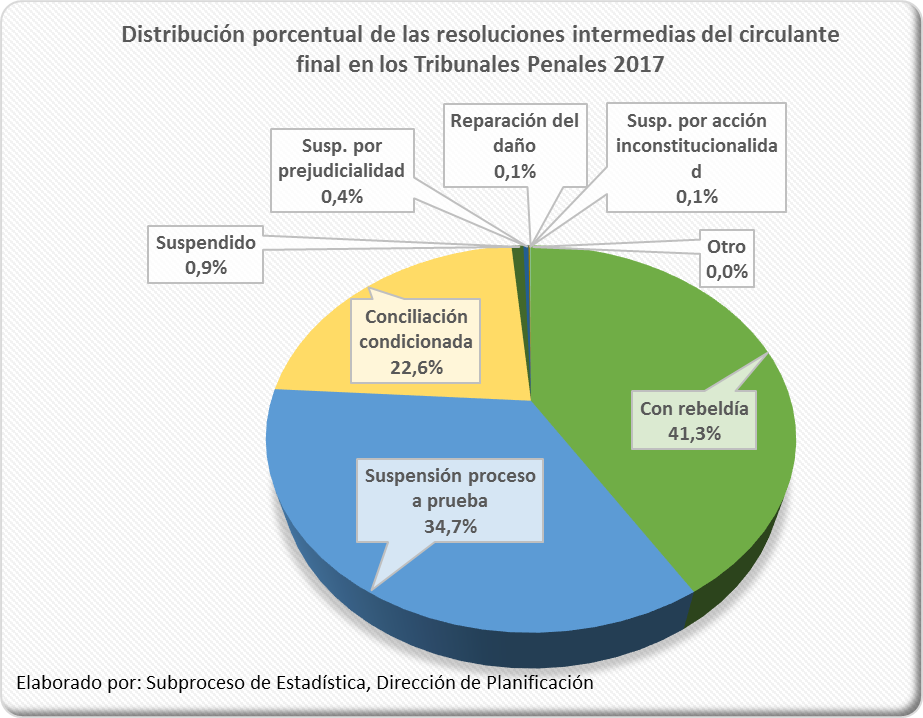 Distribución porcentual de las resoluciones intermedias del circulante
final en los Tribunales Penales 2017
Reparación del
daño
0,1%
Susp. por acción
inconstitucionalida
d
0,1%
Susp. por
prejudicialidad
0,4%
Suspendido
0,9%
Otro
0,0%
Conciliación
condicionada
22,6%
Con rebeldía
41,3%
Suspensión proceso
a prueba
34,7%
Elaborado por: Subproceso de Estadística, Dirección de Planificación